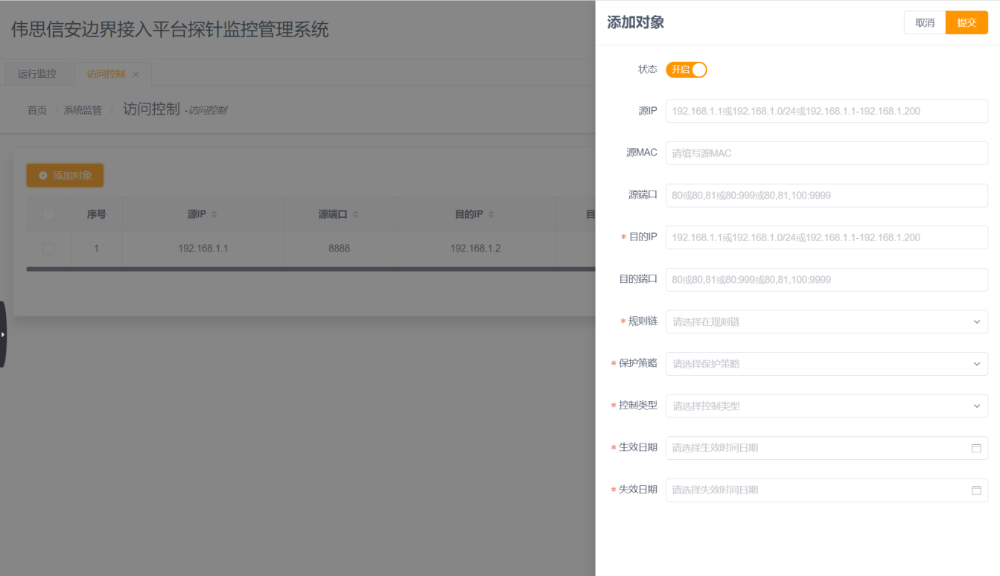 伟思信安边界接入平台探针监控管理系统
运行监控 访问控制
首页 / 系统监管 / 访问控制 -访问控制
添加对象
序号 源IP 源端口 目的IP 目
1 192.168.1.1 8888 192.168.1.2
添加对象 取消 提交
状态 开启
源IP 192.168.1.1或192.168.1.0/24或192.168.1.1-192.168.1.200
源MAC 请填写源MAC
源端口 80或80,81或80:999或80,81,100:9999
* 目的IP 192.168.1.1或192.168.1.0/24或192.168.1.1-192.168.1.200
目的端口 80或80,81或80:999或80,81,100:9999
* 规则链 请选择在规则链
* 保护策略 请选择保护策略
* 控制类型 请选择控制类型
* 生效日期 请选择生效时间日期
* 失效日期 请选择失效时间日期